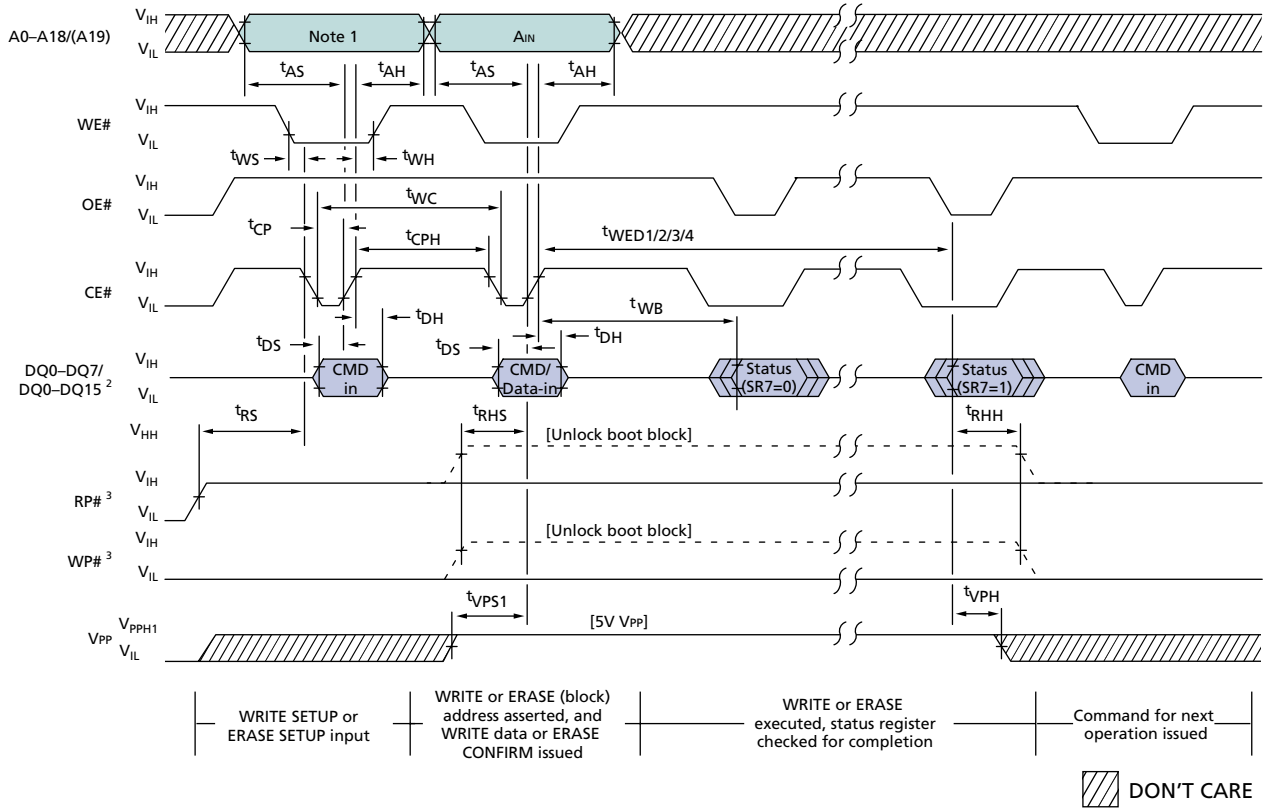 A0–A18/(A19)
VIH
VIL
Note 1
AIN
tAS
tAH
tAS
tAH
WE#
VIH
VIL
tWS
tWH
OE#
VIH
VIL
tWC
tCP
tCPH
tWED1/2/3/4
CE#
VIH
VIL
tWB
tDH
tDH
tDS
tDS
DQ0–DQ7/
DQ0–DQ15 2
VIH
VIL
CMD
in
CMD/
Data-in
Status
(SR7=0)
Status
(SR7=1)
CMD
in
tRS
tRHS
tRHH
[Unlock boot block]
VHH
VIH
RP# 3
VIL
[Unlock boot block]
VIH
WP# 3
VIL
tVPS1
tVPH
[5V VPP]
VPPH1
VPP
VIL
WRITE SETUP or
ERASE SETUP input
WRITE or ERASE (block)
address asserted, and
WRITE data or ERASE
CONFIRM issued
WRITE or ERASE
executed, status register
checked for completion
Command for next
operation issued
DON'T CARE